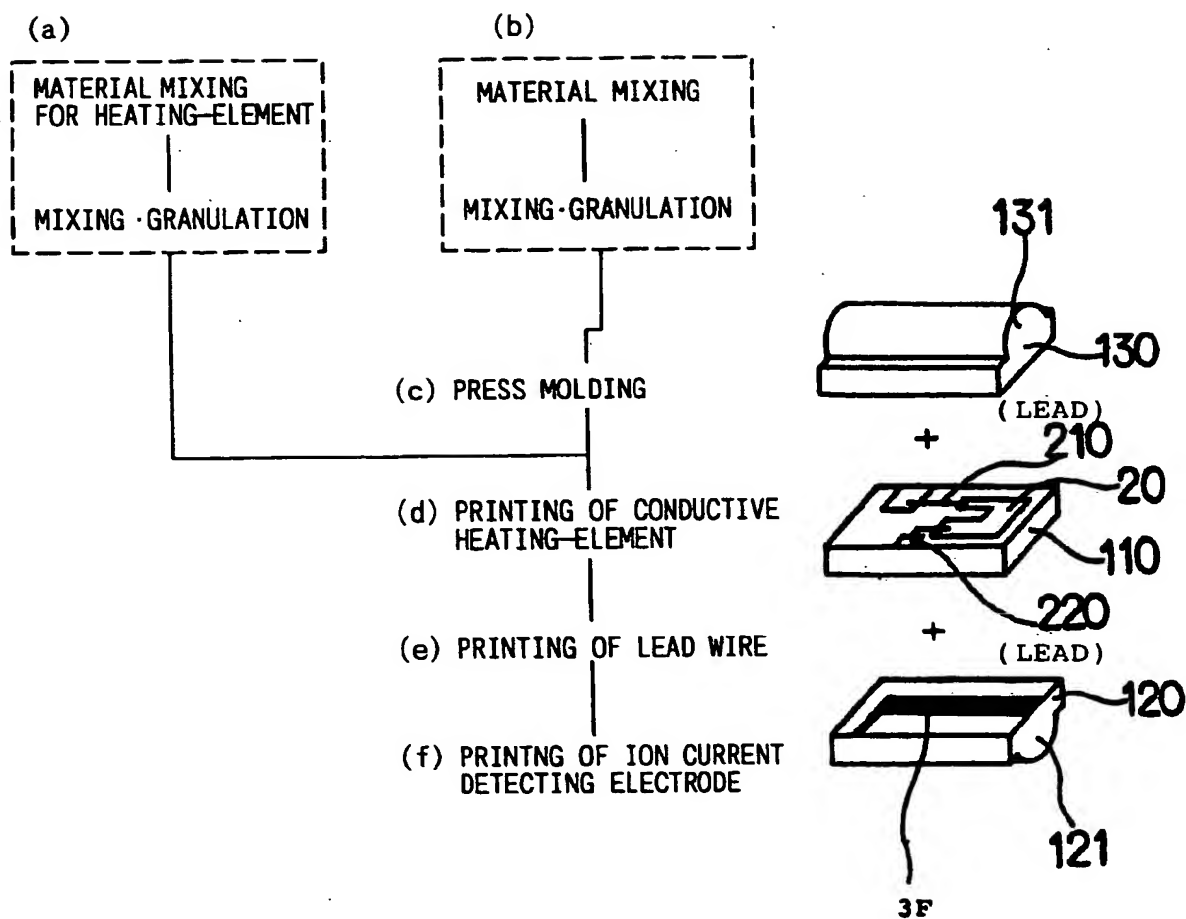 (a)
(b)
MATERIAL MIXING
FOR HEATING-ELEMENT
MIXING·GRANULATION
MATERIAL MIXING
MIXING·GRANULATION
(c) PRESS MOLDING
(d) PRINTING OF CONDUCTIVE
HEATING-ELEMENT
(e) PRINTING OF LEAD WIRE
(f) PRINTNG OF ION CURRENT
DETECTING ELECTRODE
131
130
(LEAD)
+
210
20
110
220
+
(LEAD)
120
121
3F